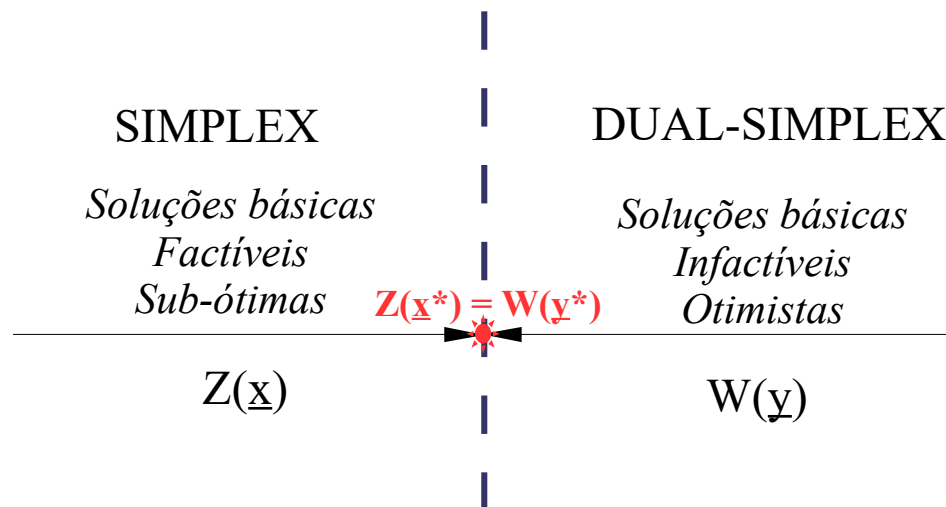 SIMPLEX
Soluções básicas
Factíveis
Sub-ótimas
DUAL-SIMPLEX
Soluções básicas
Infactíveis
Otimistas
Z(x*) = W(y*)
Z(x)
W(y)